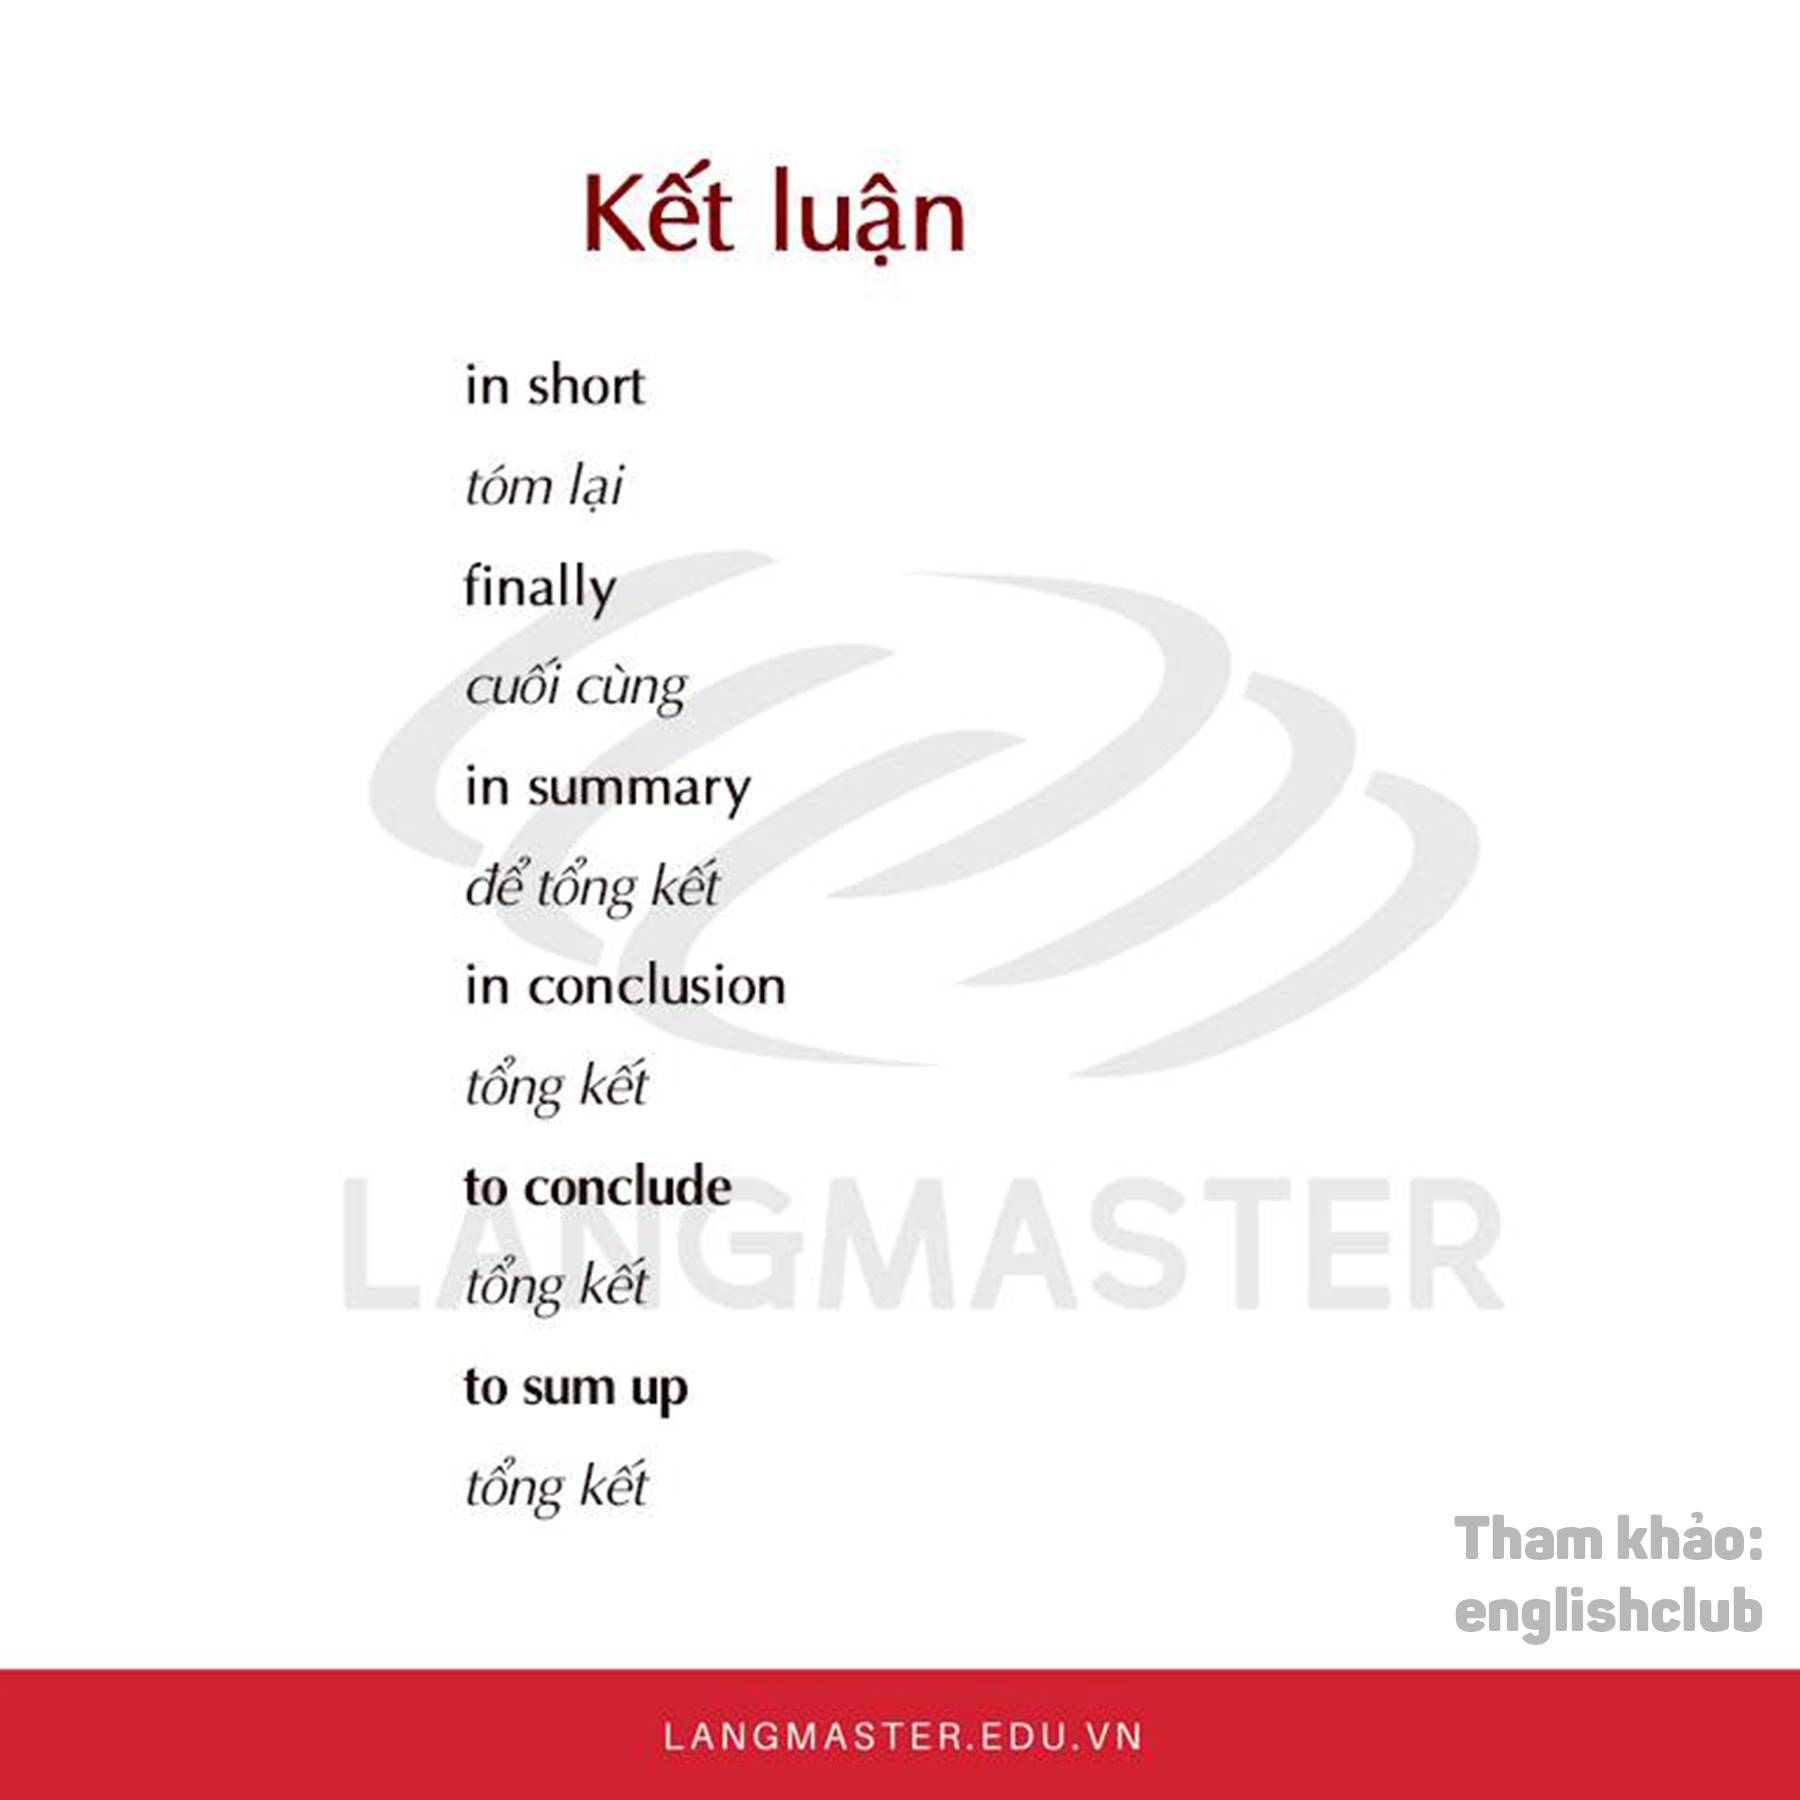 Kết luận
in short
tóm lại
finally
cuối cùng
in summary
để tổng kết
in conclusion
tổng kết
to conclude
LANGMASTER
tổng kết
to sum up
tổng kết
Tham khảo:
englishclub
LANGMASTER.EDU.VN